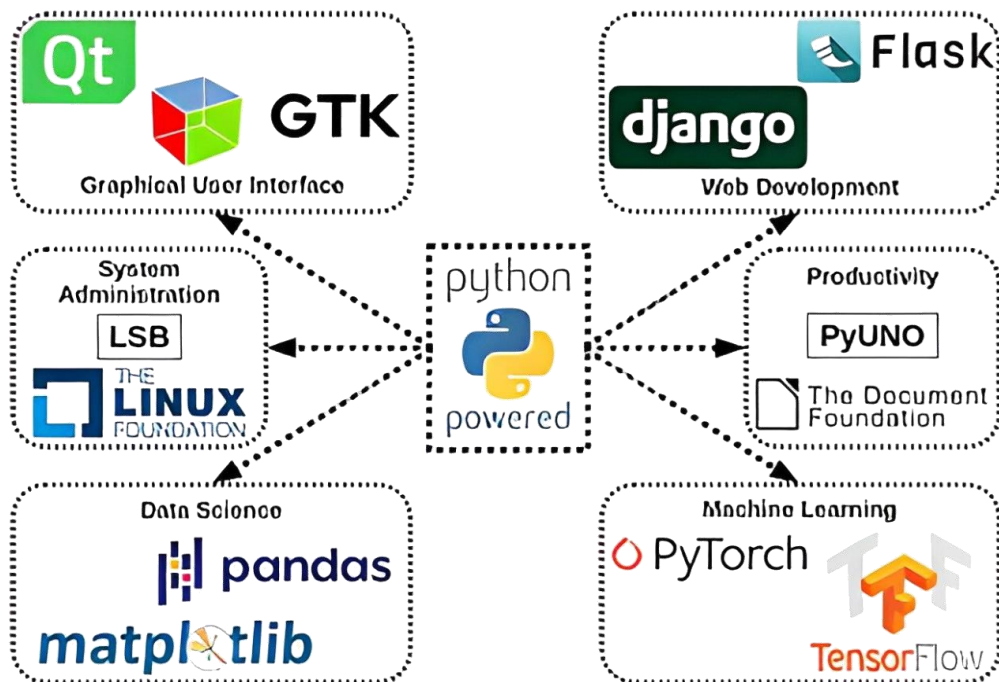 Qt
GTK
Graphical User Interface
Flask
django
Web Development
System
Administration
LSB
THE
LINUX
FOUNDATION
python
powered
Productivity
PyUNO
The Document
Foundation
Data Science
pandas
matplotlib
Machine Learning
PyTorch
TensorFlow